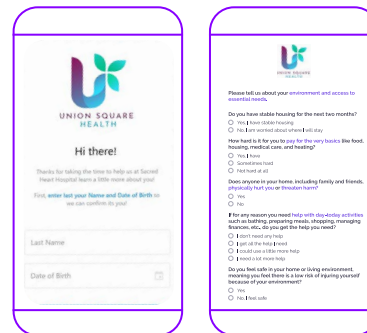 UNION SQUARE
HEALTH
Hi there!
Thanks for taking the time to help us at Sacred
Heart Hospital learn a little more about you!
First, enter last your Name and Date of Birth so
we can confirm its you!
Last Name
Date of Birth
UNION SQUARE
HEALTH
Please tell us about your environment and access to
essential needs.
Do you have stable housing for the next two months?
Yes, I have stable housing
No, I am worried about where I will stay
How hard is it for you to pay for the very basics like food,
housing, medical care, and heating?
Yes, I have
Sometimes hard
Not hard at all
Does anyone in your home, including family and friends,
physically hurt you or threaten harm?
Yes
No
If for any reason you need help with day-today activities
such as bathing, preparing meals, shopping, managing
finances, etc., do you get the help you need?
I don't need any help
I get all the help I need
I could use a little more help
I need a lot more help
Do you feel safe in your home or living environment,
meaning you feel there is a low risk of injuring yourself
because of your environment?
Yes
No, I feel safe